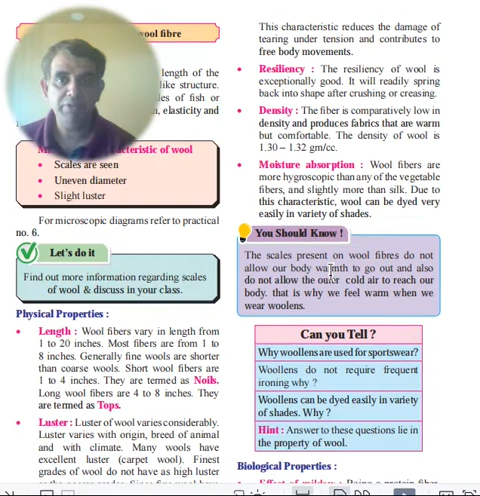 wool fibre
length of the
like structure.
of fish or
elasticity and
characteristic of wool
• Scales are seen
• Uneven diameter
• Slight luster
For microscopic diagrams refer to practical
no. 6.
Let's do it
Find out more information regarding scales
of wool & discuss in your class.
Physical Properties :
• Length : Wool fibers vary in length from
1 to 20 inches. Most fibers are from 1 to
8 inches. Generally fine wools are shorter
than coarse wools. Short wool fibers are
1 to 4 inches. They are termed as Noils.
Long wool fibers are 4 to 8 inches. They
are termed as Tops.
• Luster : Luster of wool varies considerably.
Luster varies with origin, breed of animal
and with climate. Many wools have
excellent luster (carpet wool). Finest
grades of wool do not have as high luster
This characteristic reduces the damage of
tearing under tension and contributes to
free body movements.
• Resiliency : The resiliency of wool is
exceptionally good. It will readily spring
back into shape after crushing or creasing.
• Density : The fiber is comparatively low in
density and produces fabrics that are warm
but comfortable. The density of wool is
1.30 – 1.32 gm/cc.
• Moisture absorption : Wool fibers are
more hygroscopic than any of the vegetable
fibers, and slightly more than silk. Due to
this characteristic, wool can be dyed very
easily in variety of shades.
You Should Know !
The scales present on wool fibres do not
allow our body warmth to go out and also
do not allow the outer cold air to reach our
body. that is why we feel warm when we
wear woolens.
Can you Tell ?
Why woollens are used for sportswear?
Woollens do not require frequent
ironing why ?
Woollens can be dyed easily in variety
of shades. Why ?
Hint : Answer to these questions lie in
the property of wool.
Biological Properties :